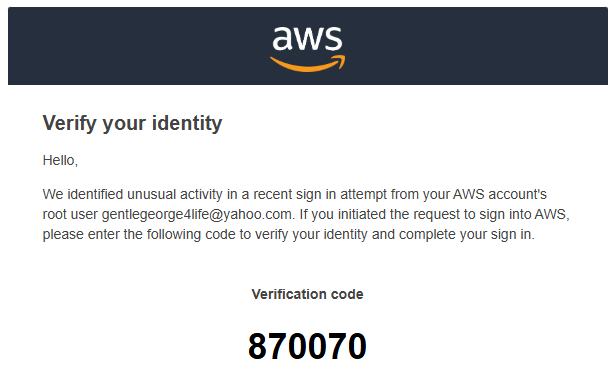 aws
Verify your identity
Hello,
We identified unusual activity in a recent sign in attempt from your AWS account's
root user gentlegeorge4life@yahoo.com. If you initiated the request to sign into AWS,
please enter the following code to verify your identity and complete your sign in.
Verification code
870070